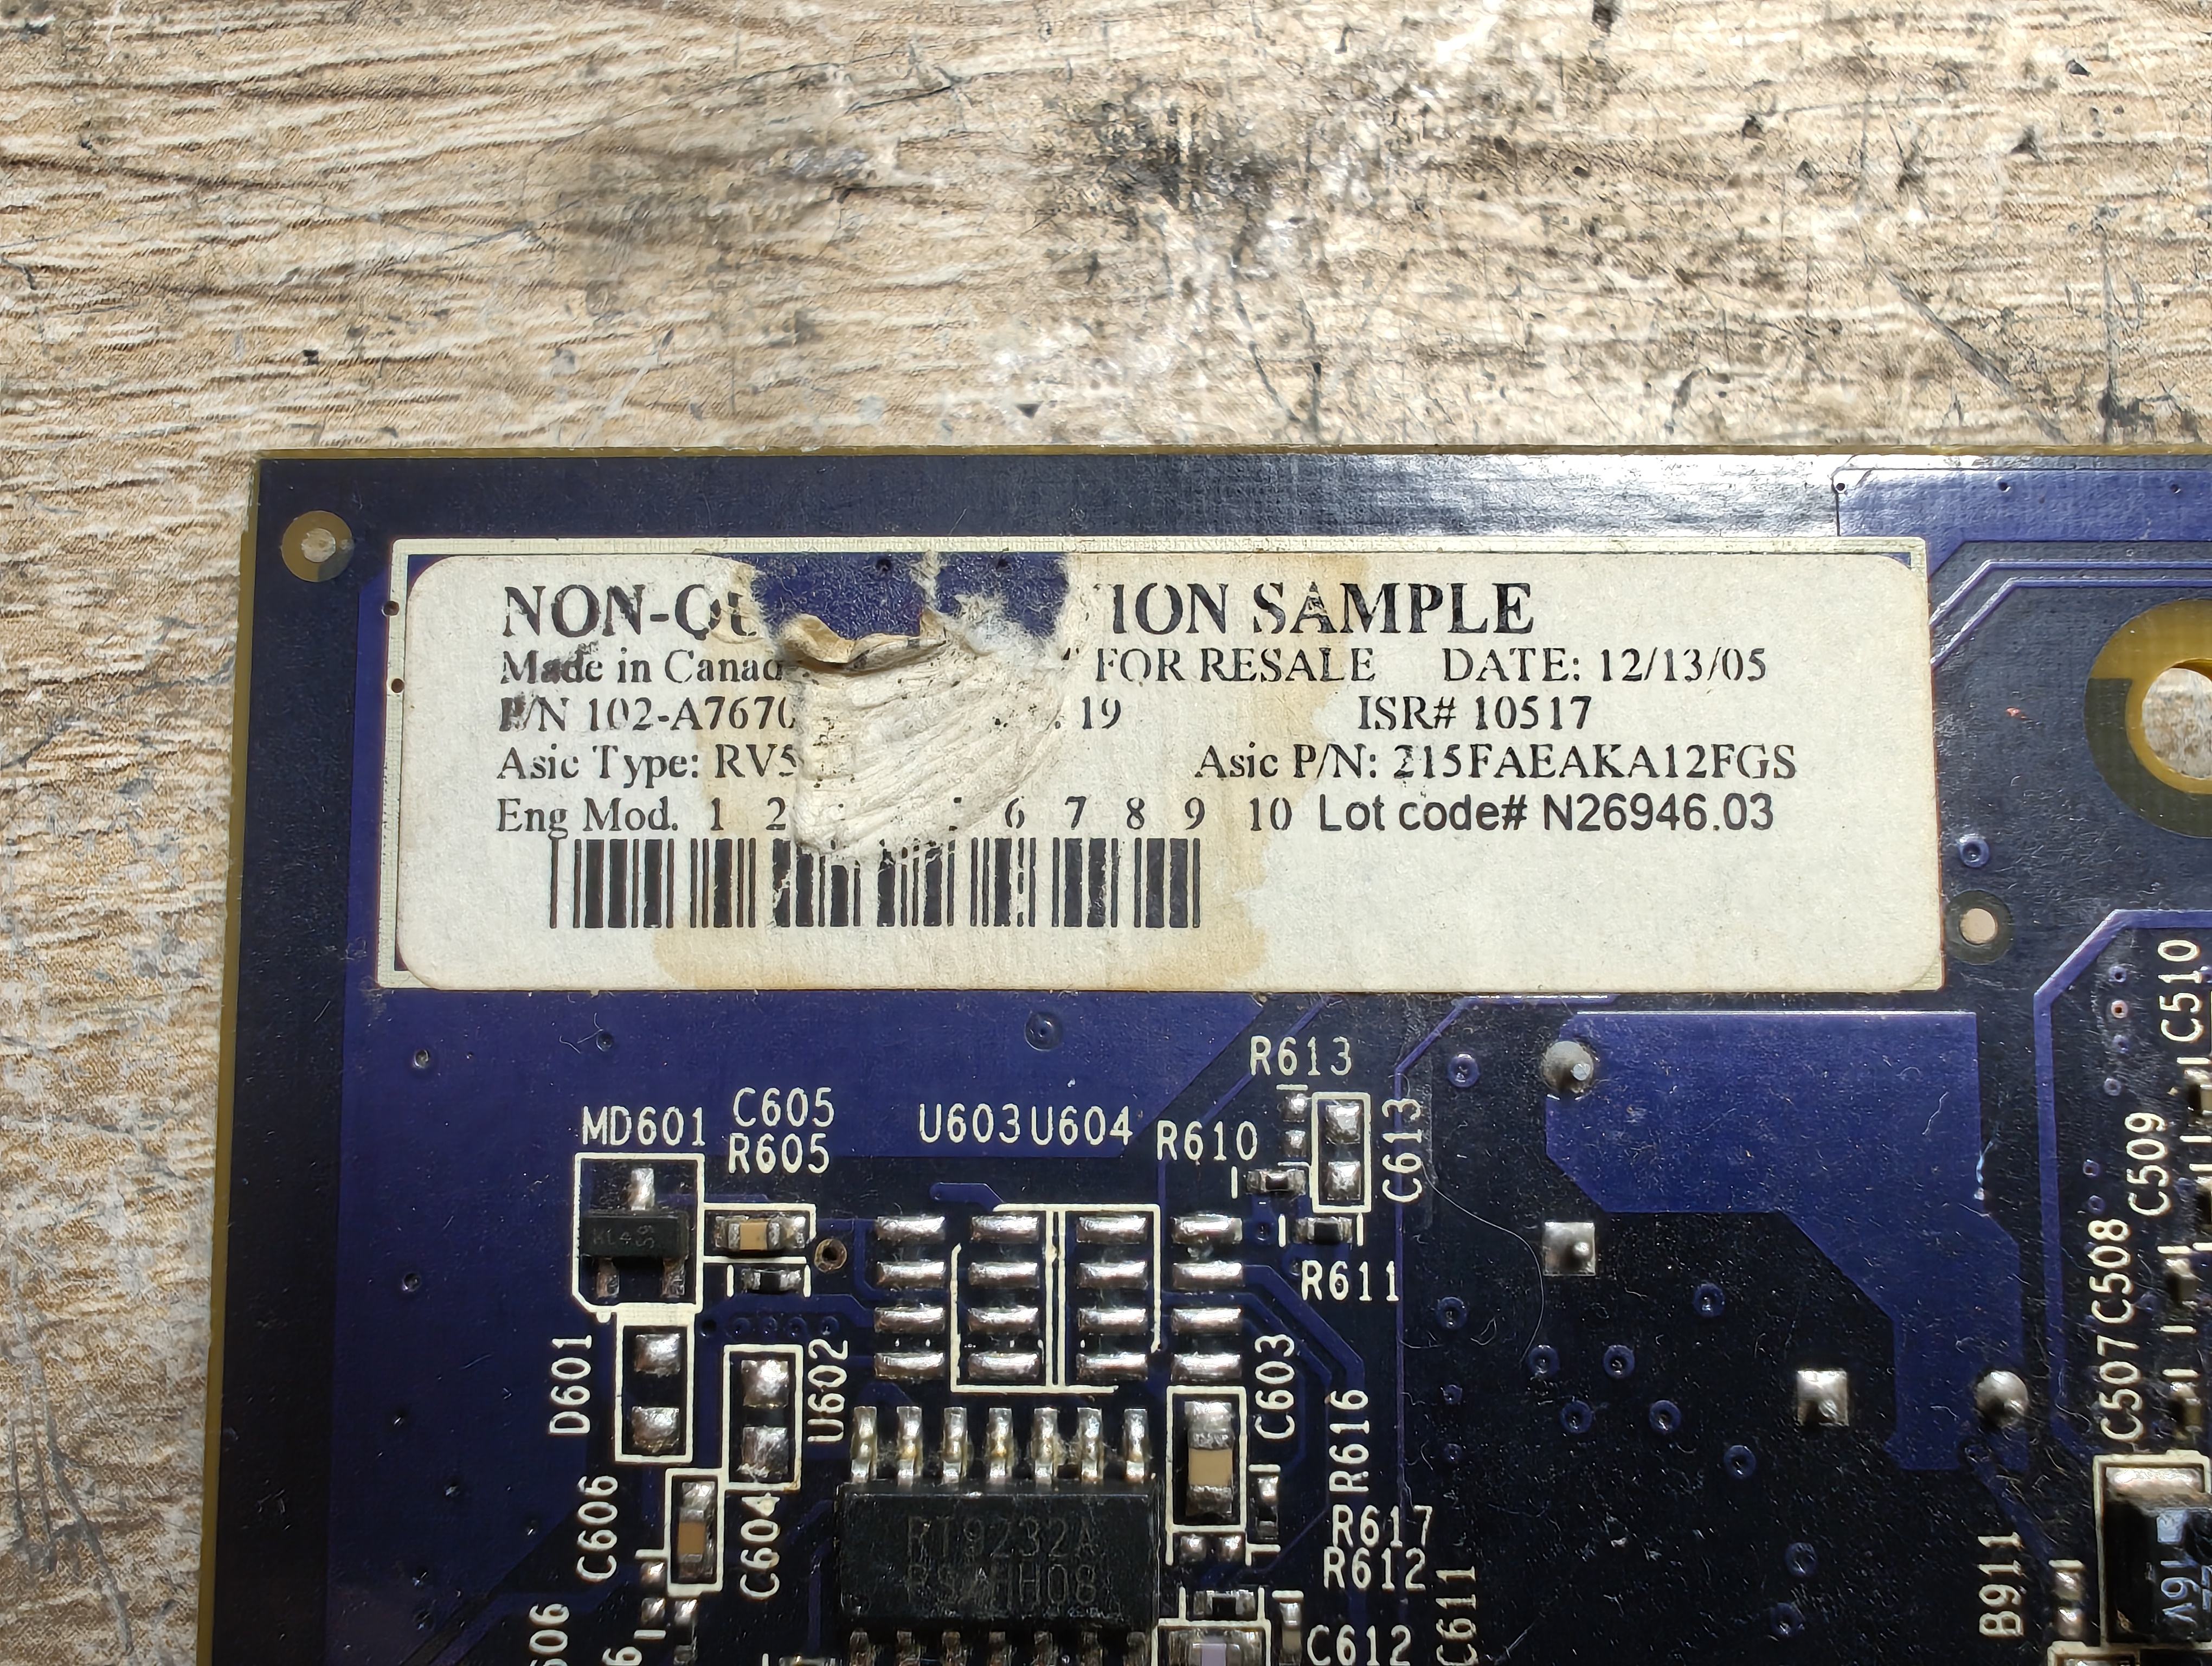 NON-QU
ION SAMPLE
Made in Canad
FOR RESALE DATE: 12/13/05
P/N 102-A7670
19 ISR# 10517
Asic Type: RV5
Asic P/N: 215FAEAKA12FGS
Eng Mod. 1 2
6 7 8 9 10 Lot code# N26946.03
C510
R613
C605
MD601
R605
U603 U604
R610
C613
C509
R611
C508
C507
D601
U602
C603
R616
C606
C604
RT9232A
R617
R612
B911
C611
C612